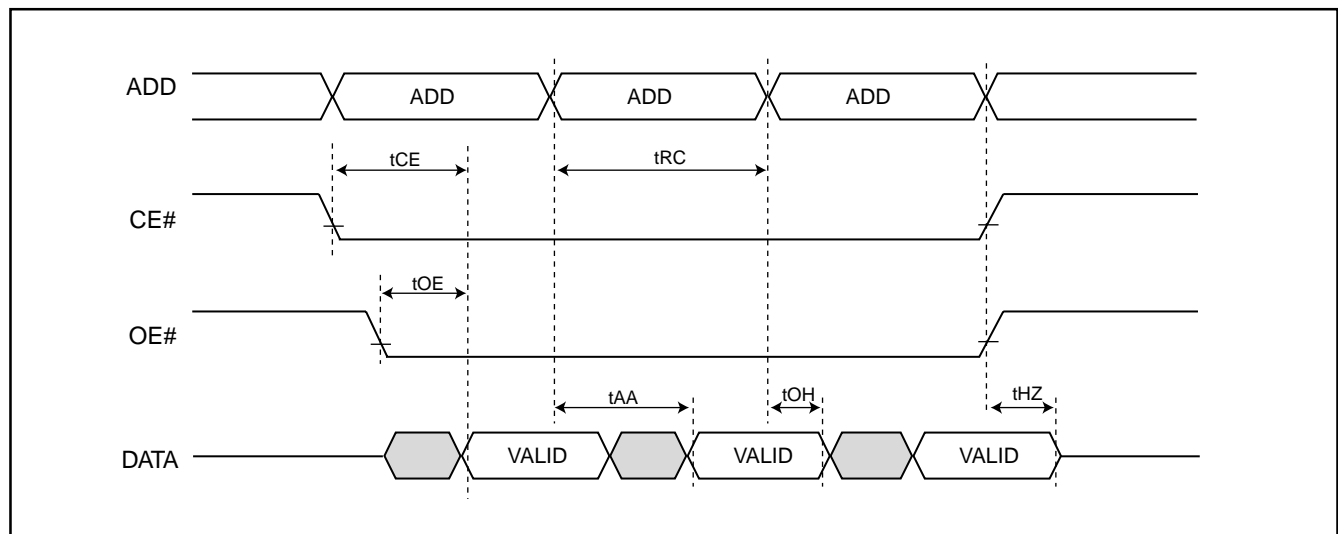 ADD
ADD
ADD
ADD
tCE
tRC
CE#
tOE
OE#
tAA
tOH
tHZ
DATA
VALID
VALID
VALID